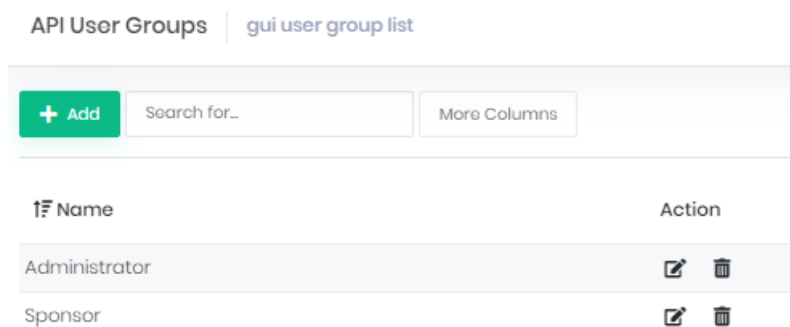 API User Groups gui user group list
Add Search for... More Columns
Name Action
Administrator
Sponsor